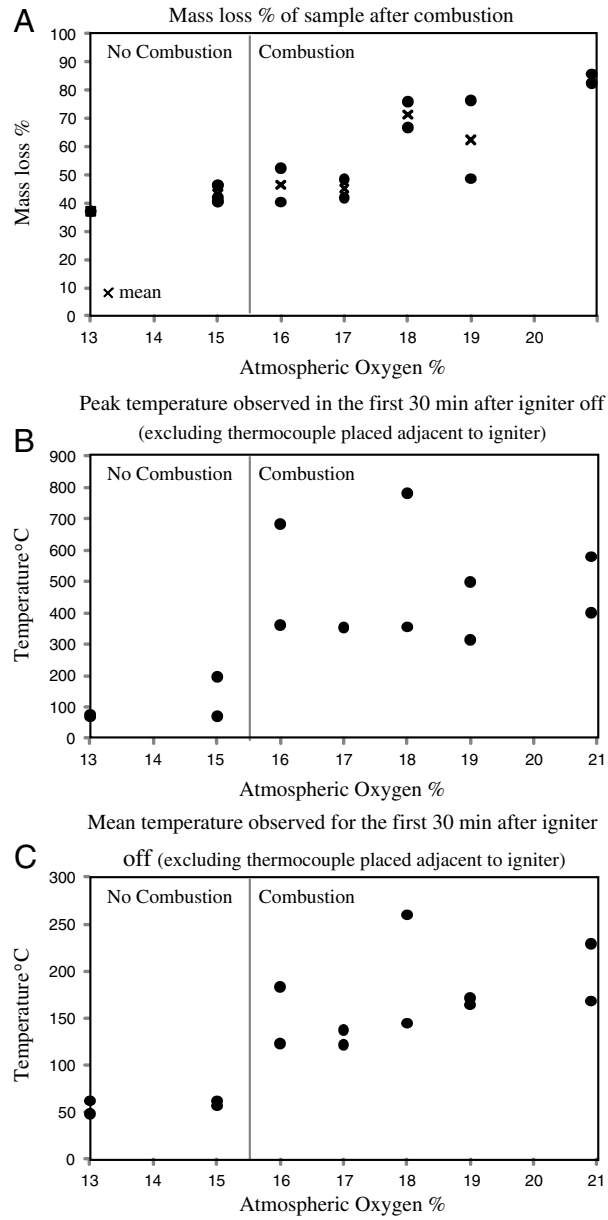 A
Mass loss % of sample after combustion
No Combustion
Combustion
Mass loss %
100
90
80
70
60
50
40
30
20
10
0
× mean
13 14 15 16 17 18 19 20 21
Atmospheric Oxygen %
Peak temperature observed in the first 30 min after igniter off
(excluding thermocouple placed adjacent to igniter)
B
No Combustion
Combustion
Temperature°C
900
800
700
600
500
400
300
200
100
0
13 14 15 16 17 18 19 20 21
Atmospheric Oxygen %
Mean temperature observed for the first 30 min after igniter
off (excluding thermocouple placed adjacent to igniter)
C
No Combustion
Combustion
Temperature°C
300
250
200
150
100
50
0
13 14 15 16 17 18 19 20 21
Atmospheric Oxygen %